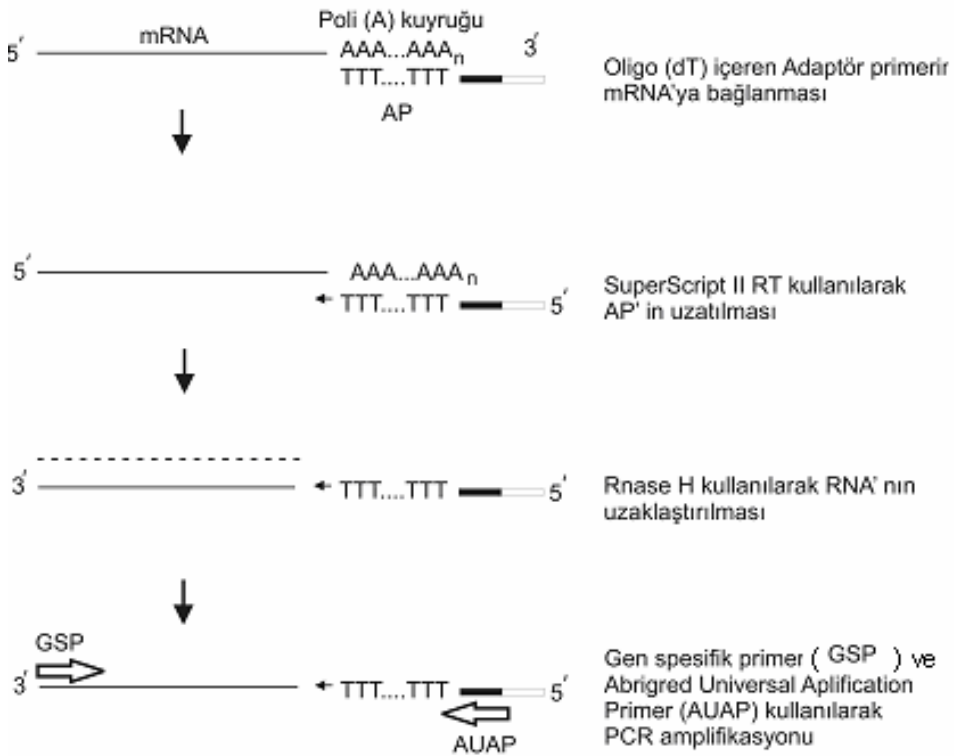 Poli (A) kuyruğu
5′ mRNA AAA...AAAn 3′
TTT....TTT
AP
Oligo (dT) içeren Adaptör primerir
mRNA'ya bağlanması
5′ AAA...AAAn
TTT....TTT 5′
SuperScript II RT kullanılarak
AP' in uzatılması
3′ TTT....TTT 5′
Rnase H kullanılarak RNA' nın
uzaklaştırılması
GSP
3′ TTT....TTT 5′
AUAP
Gen spesifik primer ( GSP ) ve
Abrigred Universal Aplification
Primer (AUAP) kullanılarak
PCR amplifikasyonu